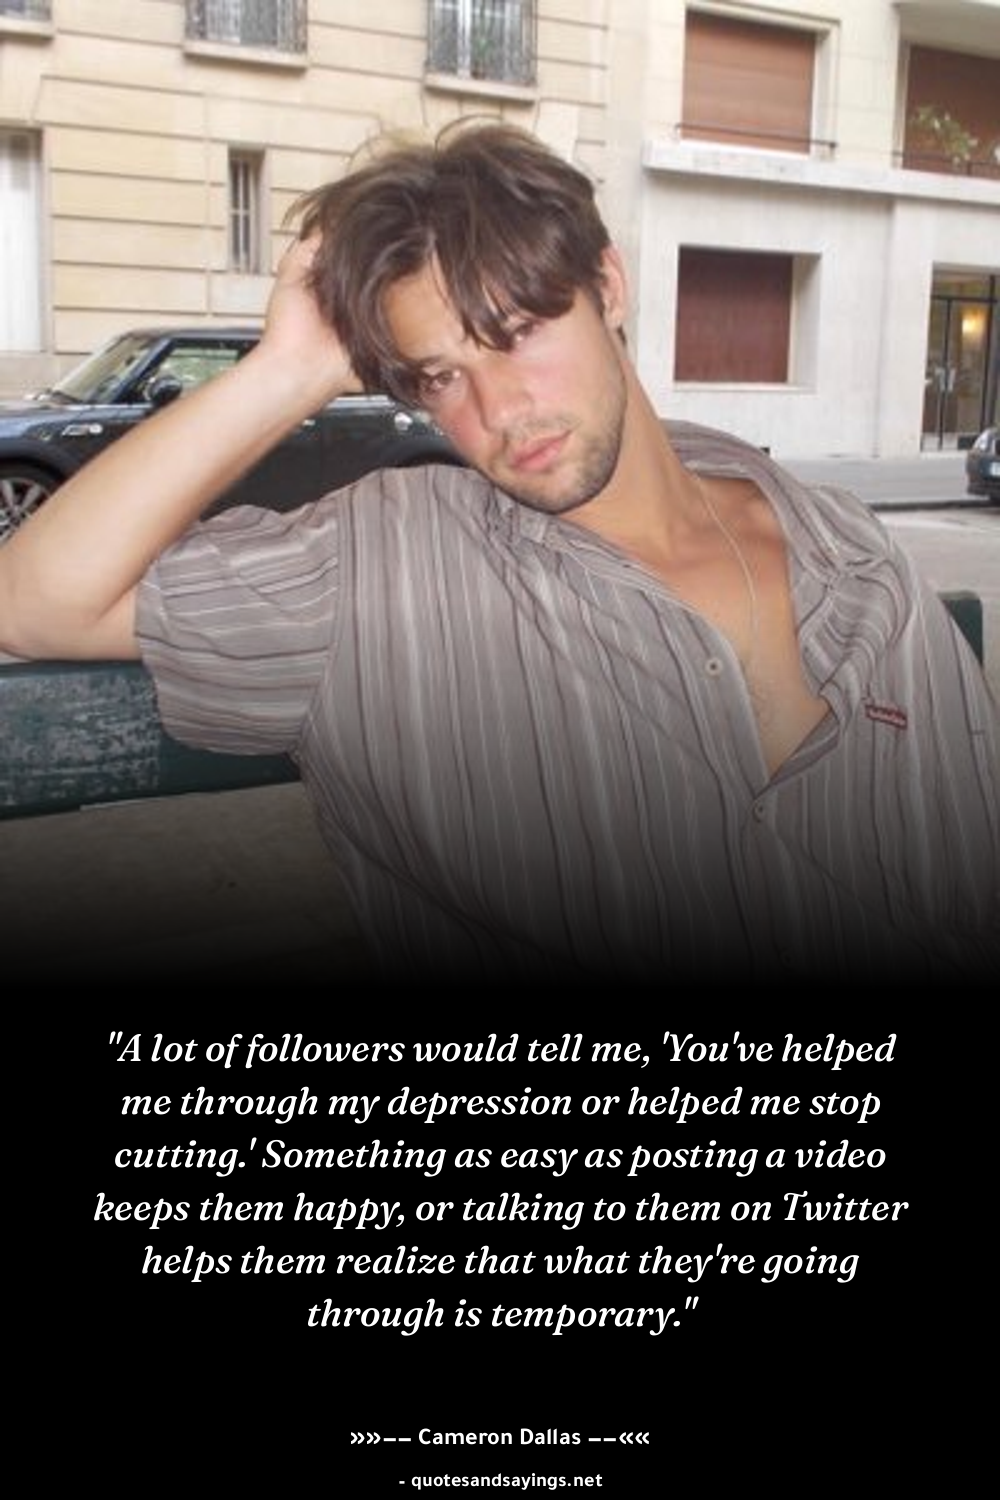 "A lot of followers would tell me, 'You've helped
me through my depression or helped me stop
cutting.' Something as easy as posting a video
keeps them happy, or talking to them on Twitter
helps them realize that what they're going
through is temporary."
»»–– Cameron Dallas ––««
- quotesandsayings.net